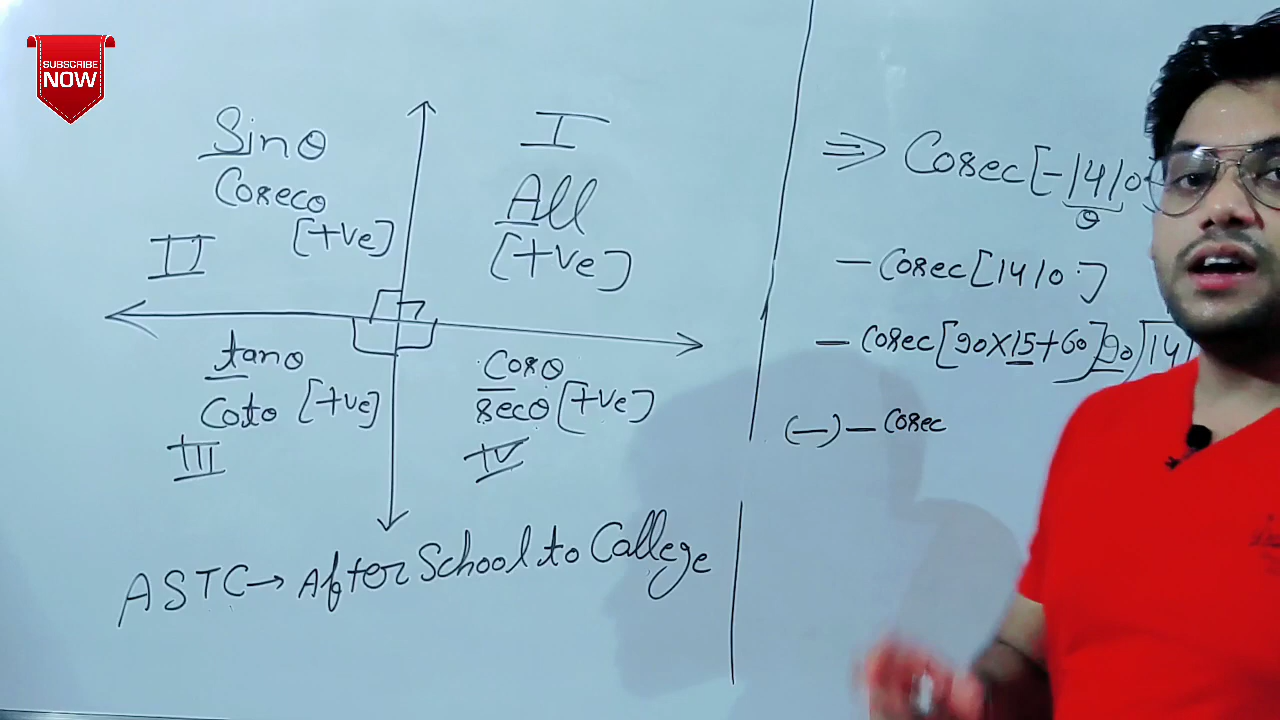 SUBSCRIBE
NOW
Sinθ
Cosecθ
[+ve]
II
I
All
[+ve]
tanθ
Cotθ [+ve]
III
Cosθ
secθ [+ve]
IV
ASTC → After School to Callege
⇒ Cosec[-1410
θ
- Cosec[1410°]
- Cosec[90×15+60] 90)141
(-) - Cosec